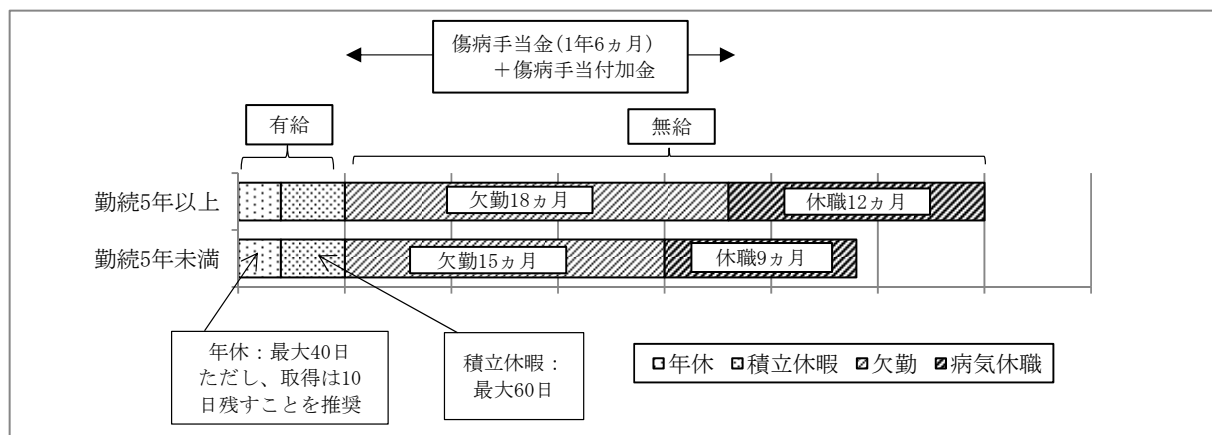 傷病手当金(1年6ヵ月)
＋傷病手当付加金
有給
無給
勤続5年以上
欠勤18ヵ月
休職12ヵ月
勤続5年未満
欠勤15ヵ月
休職9ヵ月
年休：最大40日
ただし、取得は10
日残すことを推奨
積立休暇：
最大60日
年休 積立休暇 欠勤 病気休職